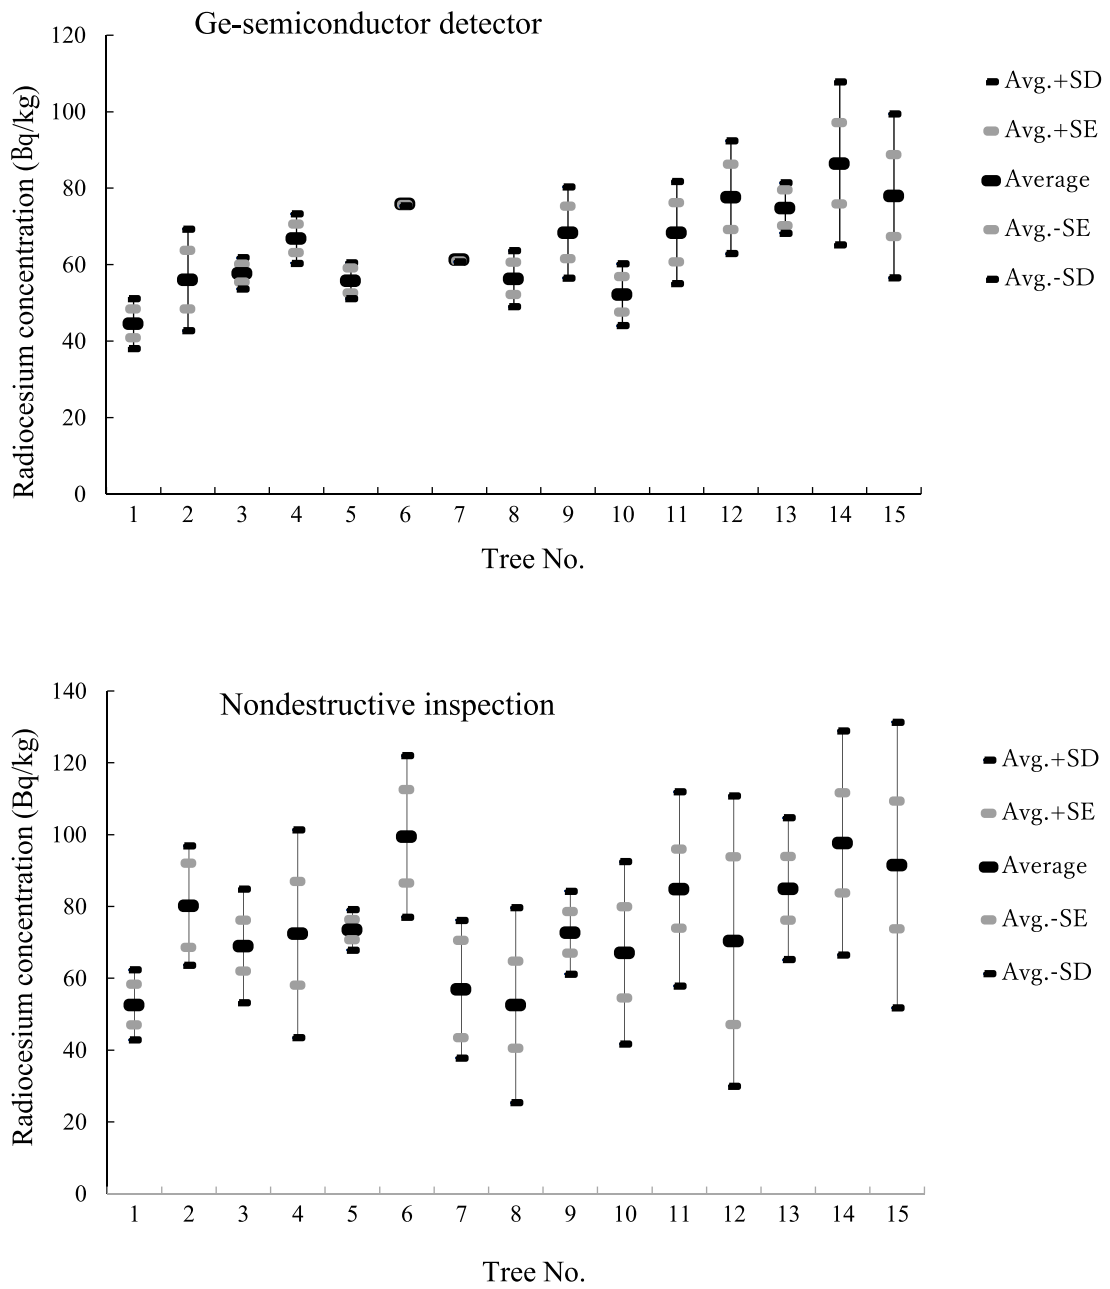 Ge-semiconductor detector
Radiocesium concentration (Bq/kg)
120
100
80
60
40
20
0
1 2 3 4 5 6 7 8 9 10 11 12 13 14 15
Tree No.
Avg.+SD
Avg.+SE
Average
Avg.-SE
Avg.-SD
Nondestructive inspection
Radiocesium concentration (Bq/kg)
140
120
100
80
60
40
20
0
1 2 3 4 5 6 7 8 9 10 11 12 13 14 15
Tree No.
Avg.+SD
Avg.+SE
Average
Avg.-SE
Avg.-SD